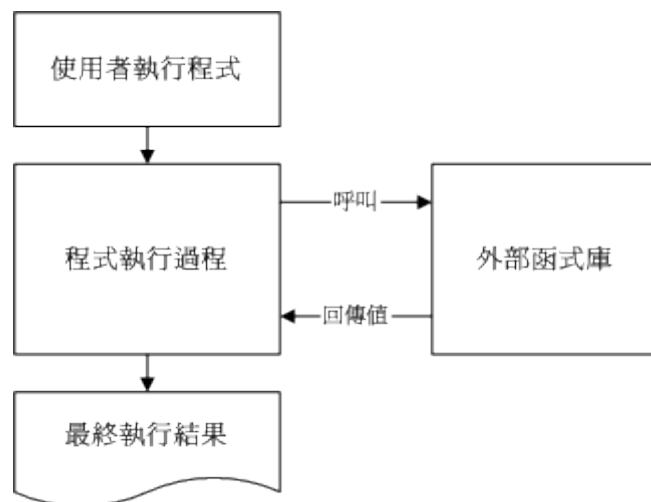 使用者執行程式
程式執行過程
呼叫
外部函式庫
回傳值
最終執行結果